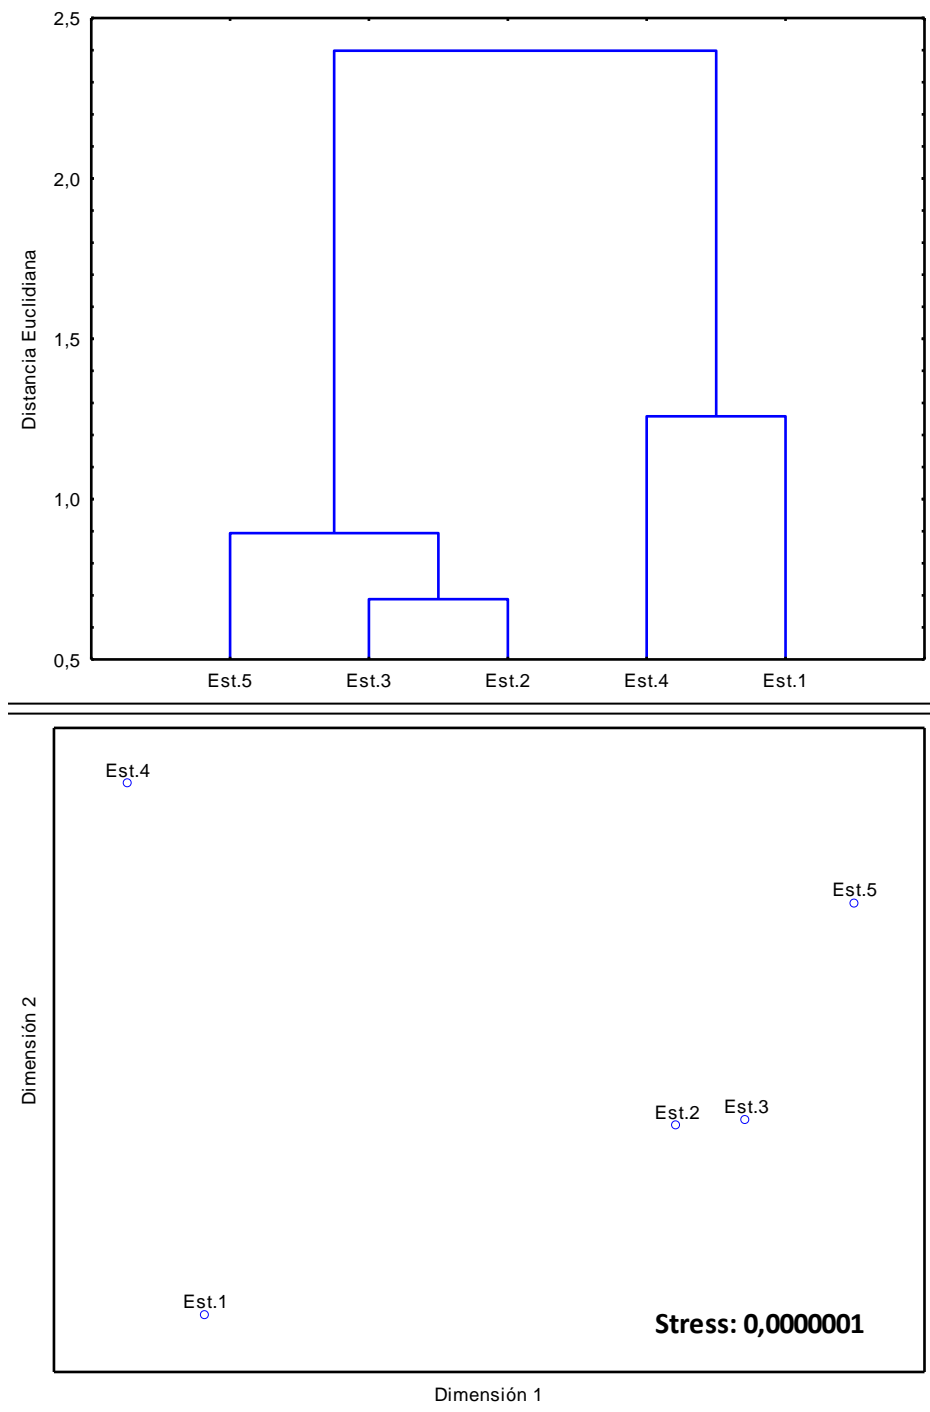 2,5
2,0
1,5
1,0
0,5
Distancia Euclidiana
Est.5 Est.3 Est.2 Est.4 Est.1
Est.4
Est.5
Dimensión 2
Est.2 Est.3
Est.1
Stress: 0,0000001
Dimensión 1